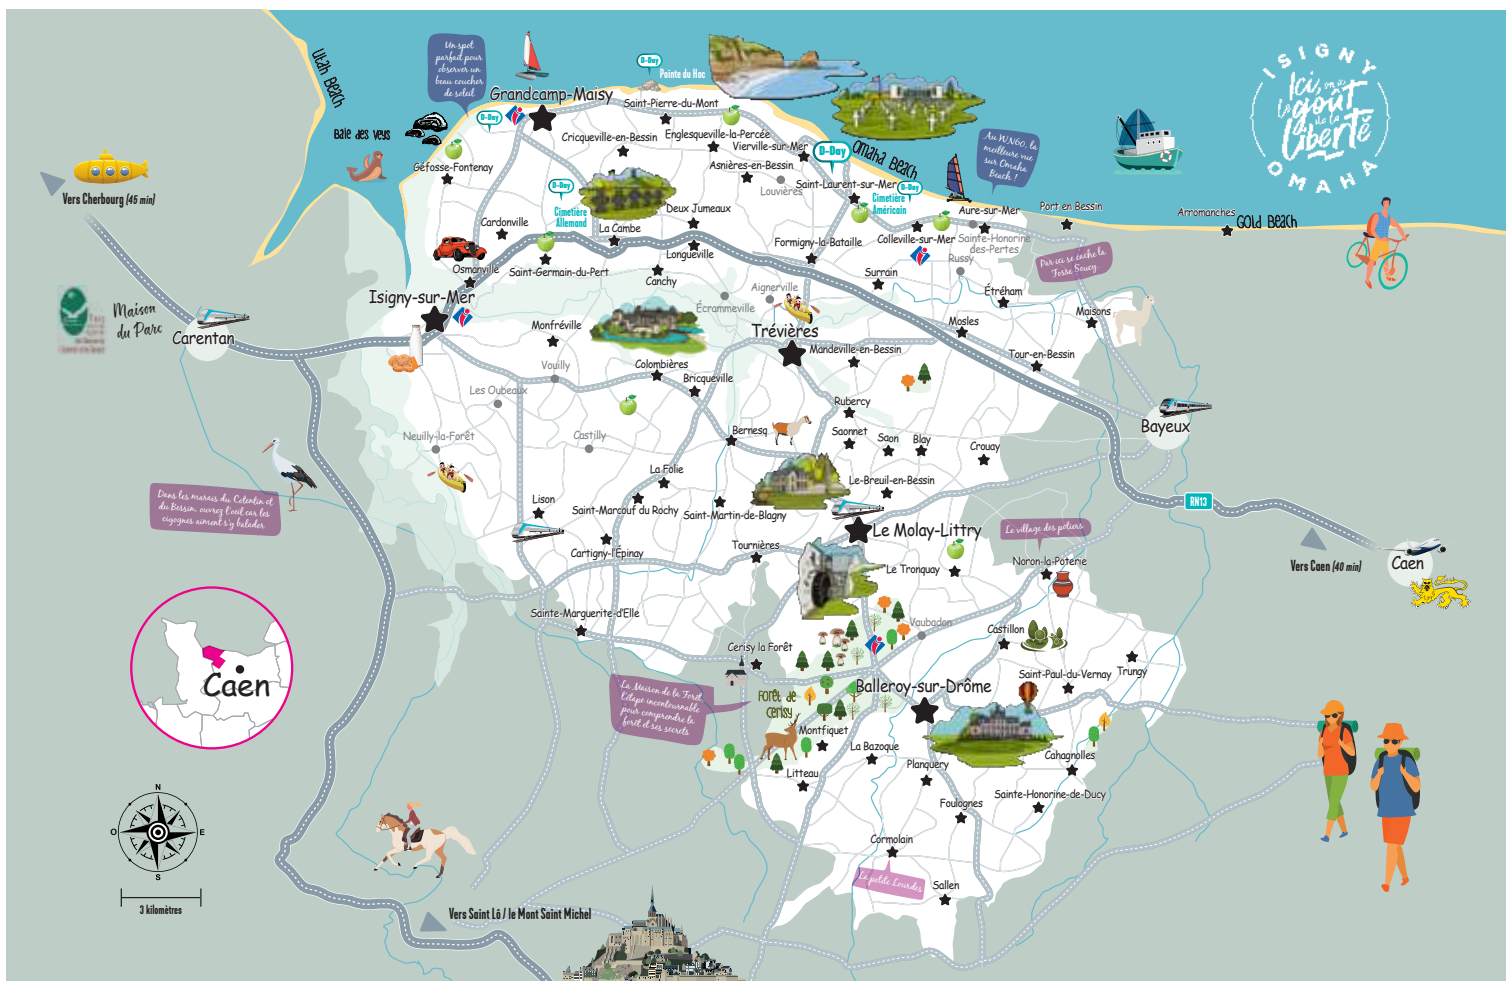 Utah Beach
Un spot
parfait pour
observer un
beau coucher
de soleil
D-Day
Pointe du Hoc
Grandcamp-Maisy
Saint-Pierre-du-Mont
D-Day
Baie des Veys
Cricqueville-en-Bessin
Englesqueville-la-Percée
Vierville-sur-Mer
D-Day
Omaha Beach
Au WN60, la
meilleure vue
sur Omaha
Beach !
ISIGNY
Ici, on a
le goût
de la
liberté
OMAHA
Géfosse-Fontenay
Asnières-en-Bessin
Louvières
Saint-Laurent-sur-Mer
D-Day
Cimetière
Américain
D-Day
Cimetière
Allemand
Vers Cherbourg (45 min)
Deux Jumeaux
Aure-sur-Mer
Port en Bessin
Arromanches
Gold Beach
Cardonville
La Cambe
Formigny-la-Bataille
Colleville-sur-Mer
Sainte-Honorine
des-Pertes
Longueville
Russy
Par ici se cache la
Fosse Soucy
Osmanville
Saint-Germain-du-Pert
Canchy
Surrain
Étréham
Isigny-sur-Mer
Écrammeville
Aignerville
Maisons
Maison
du Parc
Carentan
Monfréville
Trévières
Mosles
Mandeville-en-Bessin
Tour-en-Bessin
Vouilly
Colombières
Bricqueville
Les Oubeaux
Rubercy
Bayeux
Neuilly-la-Forêt
Castilly
Bernesq
Saonnet
Saon
Blay
Crouay
La Folie
Le-Breuil-en-Bessin
Dans les marais du Cotentin et
du Bessin, ouvrez l'oeil car les
cigognes aiment s'y balader
Lison
Saint-Marcouf du Rochy
Saint-Martin-de-Blagny
RN13
Le Molay-Littry
Le village des potiers
Cartigny-l'Épinay
Tournières
Le Tronquay
Noron-la-Poterie
Vers Caen (40 min)
Caen
Sainte-Marguerite-d'Elle
Vaubadon
Castillon
Cerisy la Forêt
Saint-Paul-du-Vernay
Trungy
Caen
La Maison de la Forêt,
l'étape incontournable
pour comprendre la
forêt et ses secrets
Forêt de
Cerisy
Balleroy-sur-Drôme
Montfiquet
La Bazoque
Cahagnolles
Planquery
Litteau
Sainte-Honorine-de-Ducy
Foulognes
N
O
E
S
Cormolain
La petite Lourdes
Sallen
3 kilomètres
Vers Saint Lô / le Mont Saint Michel